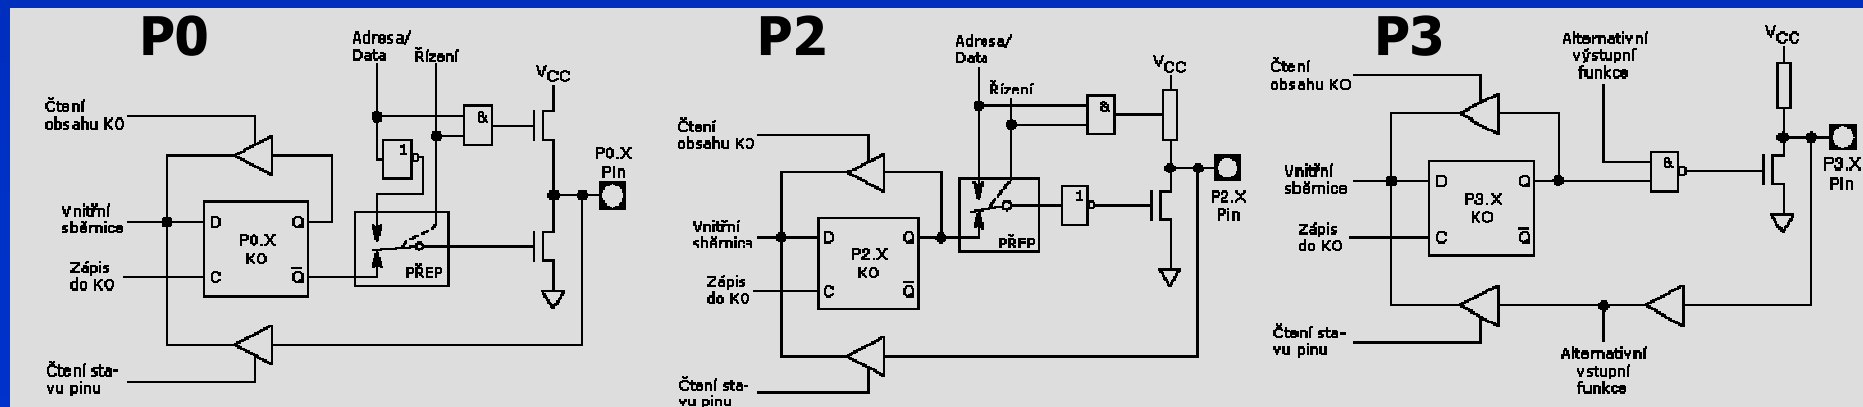 P0
Adresa/
Data
Řízení
VCC
Čtení
obsahu KO
&
1
P0.X
Pin
Vnitřní
sběrnice
D
Q
P0.X
KO
Zápis
do KO
C
Q̅
PŘEP
Čtení sta-
vu pinu
P2
Adresa/
Data
Řízení
VCC
&
Čtení
obsahu KO
1
P2.X
Pin
Vnitřní
sběrnica
D
Q
PŘEP
P2.X
KO
Zápis
do KO
C
Q̅
Čtení sta-
vu pinu
P3
Alternativní
výstupní
funkce
VCC
Čtení
obsahu KO
&
P3.X
Pin
Vnitřní
sběrnice
D
Q
P3.X
KO
Zápis
do KO
C
Q̅
Čtení sta-
vu pinu
Alternativní
vstupní
funkce